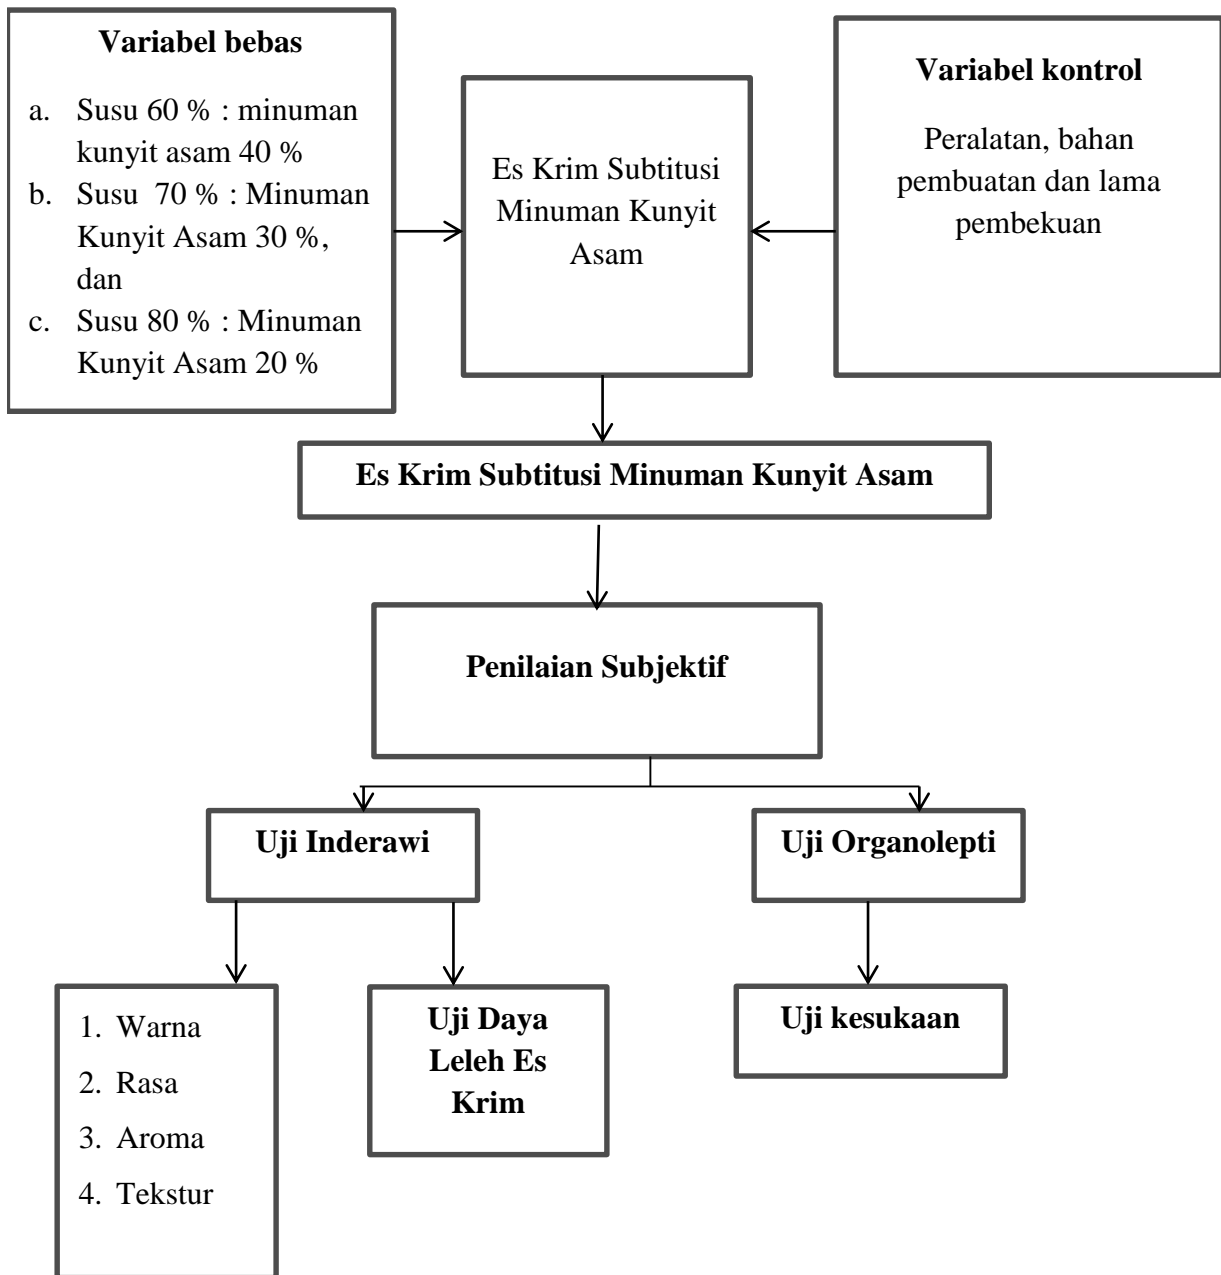 Variabel bebas
a. Susu 60 % : minuman
kunyit asam 40 %
b. Susu 70 % : Minuman
Kunyit Asam 30 %,
dan
c. Susu 80 % : Minuman
Kunyit Asam 20 %
Es Krim Subtitusi
Minuman Kunyit
Asam
Variabel kontrol
Peralatan, bahan
pembuatan dan lama
pembekuan
Es Krim Subtitusi Minuman Kunyit Asam
Penilaian Subjektif
Uji Inderawi
Uji Organolepti
1. Warna
2. Rasa
3. Aroma
4. Tekstur
Uji Daya
Leleh Es
Krim
Uji kesukaan